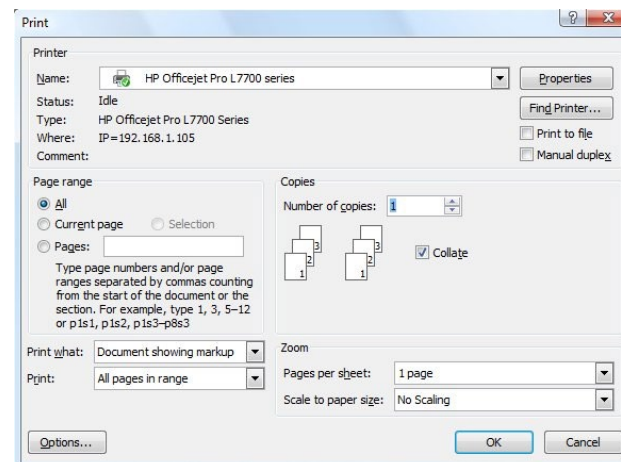 Print
Printer
Name: HP Officejet Pro L7700 series
Properties
Status: Idle
Find Printer...
Type: HP Officejet Pro L7700 Series
Where: IP=192.168.1.105
Print to file
Comment:
Manual duplex
Page range
All
Current page Selection
Pages:
Type page numbers and/or page
ranges separated by commas counting
from the start of the document or the
section. For example, type 1, 3, 5–12
or p1s1, p1s2, p1s3–p8s3
Copies
Number of copies: 1
3 3
2 2
1 1
Collate
Print what: Document showing markup
Print: All pages in range
Zoom
Pages per sheet: 1 page
Scale to paper size: No Scaling
Options...
OK Cancel